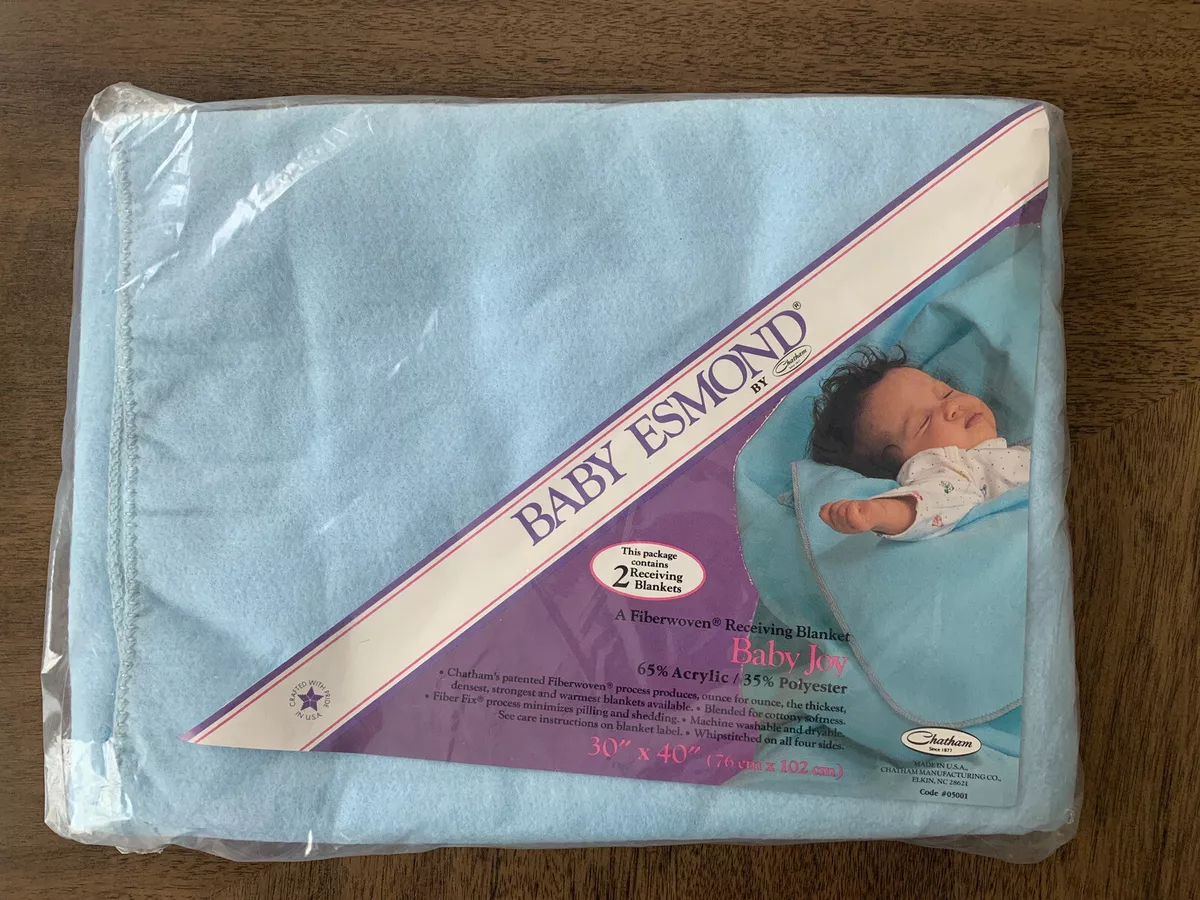 BABY ESMOND®
BY Chatham
This package
contains
2 Receiving
Blankets
A Fiberwoven® Receiving Blanket
Baby Joy
65% Acrylic / 35% Polyester
• Chatham's patented Fiberwoven® process produces, ounce for ounce, the thickest,
densest, strongest and warmest blankets available. • Blended for cottony softness.
• Fiber Fix® process minimizes pilling and shedding. • Machine washable and dryable.
See care instructions on blanket label. • Whipstitched on all four sides.
30" x 40" (76 cm x 102 cm)
CRAFTED WITH PRIDE
IN USA
Chatham
Since 1877
MADE IN U.S.A.,
CHATHAM MANUFACTURING CO.,
ELKIN, NC 28621
Code #05001